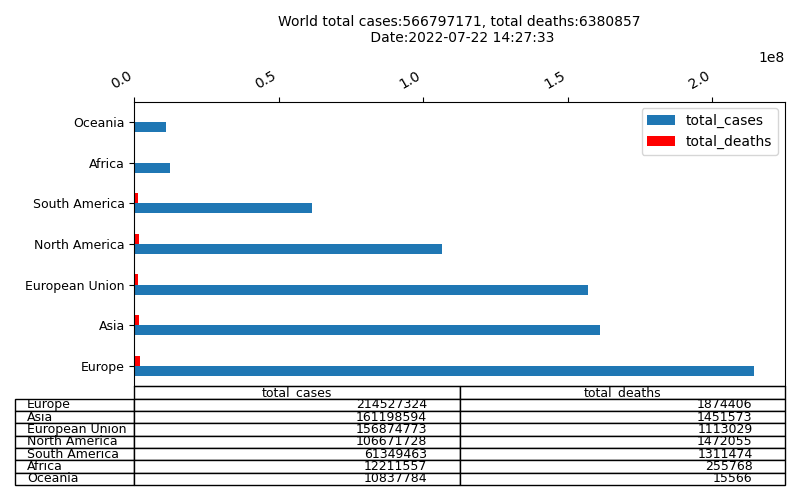 World total cases:566797171, total deaths:6380857
Date:2022-07-22 14:27:33
1e8
0.0 0.5 1.0 1.5 2.0
total_cases
total_deaths
Oceania
Africa
South America
North America
European Union
Asia
Europe
total_cases total_deaths
Europe 214527324 1874406
Asia 161198594 1451573
European Union 156874773 1113029
North America 106671728 1472055
South America 61349463 1311474
Africa 12211557 255768
Oceania 10837784 15566